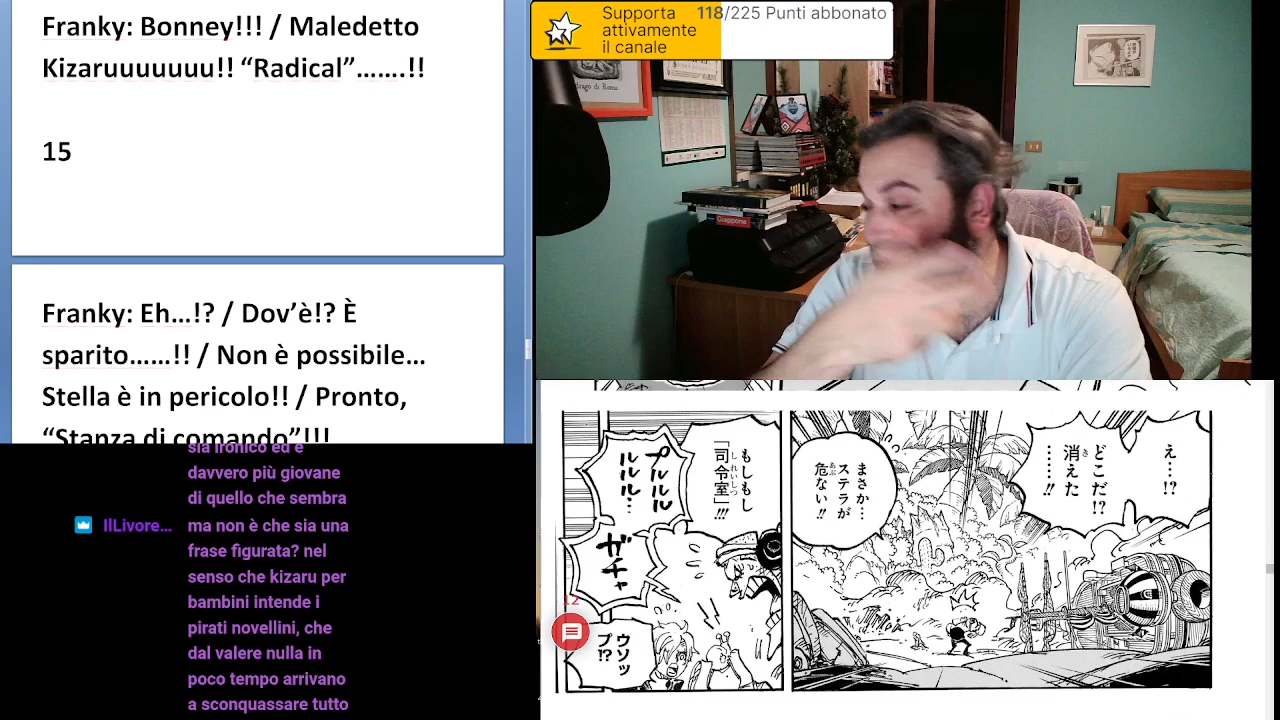 Franky: Bonney!!! / Maledetto
Kizaruuuuuuu!! “Radical”…….!!
15
Franky: Eh…!? / Dov’è!? È
sparito……!! / Non è possibile…
Stella è in pericolo!! / Pronto,
“Stanza di comando”!!!
sia ironico ed è
davvero più giovane
di quello che sembra
IlLivore… ma non è che sia una
frase figurata? nel
senso che kizaru per
bambini intende i
pirati novellini, che
dal valere nulla in
poco tempo arrivano
a sconquassare tutto
Supporta
attivamente
il canale
118/225 Punti abbonato
Giappone
え…!?
どこだ!?
消えた
……!!
まさか…
ステラが
危ない!!
もしもし
「司令室」!!!
プルルル
ルルル…
ガチャ
ウソッ
プ!?
12